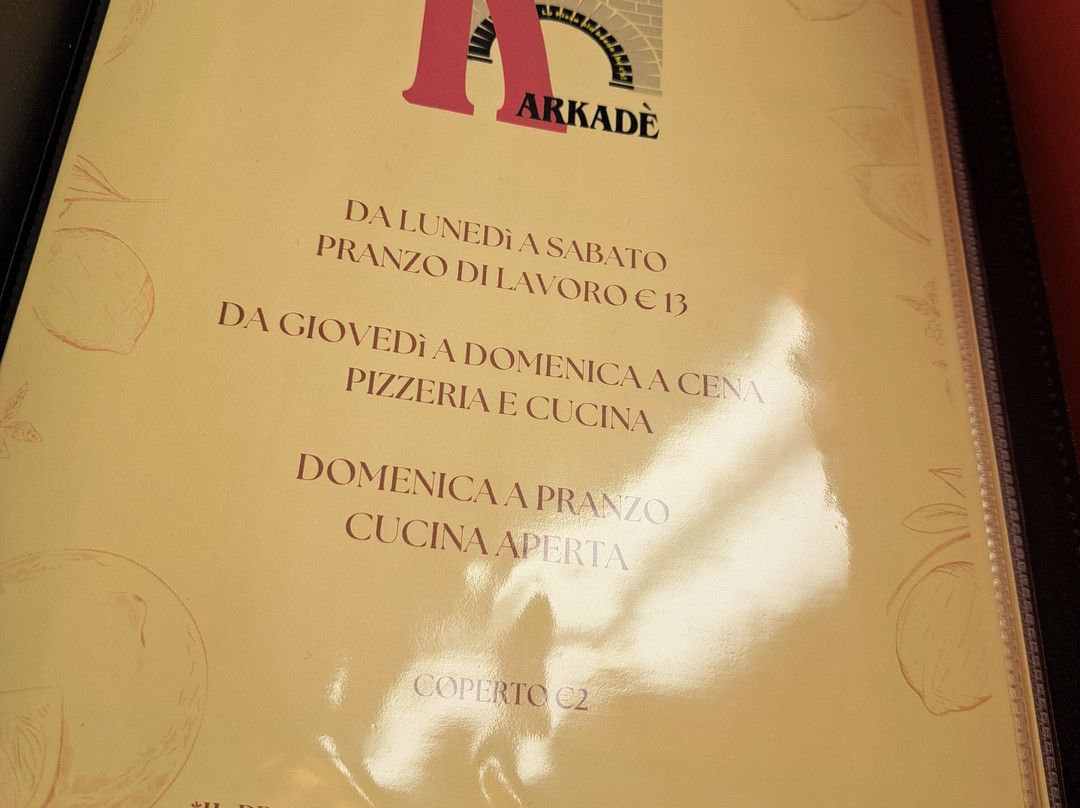 ARKADÈ
DA LUNEDì A SABATO
PRANZO DI LAVORO € 13
DA GIOVEDì A DOMENICA A CENA
PIZZERIA E CUCINA
DOMENICA A PRANZO
CUCINA APERTA
COPERTO €2